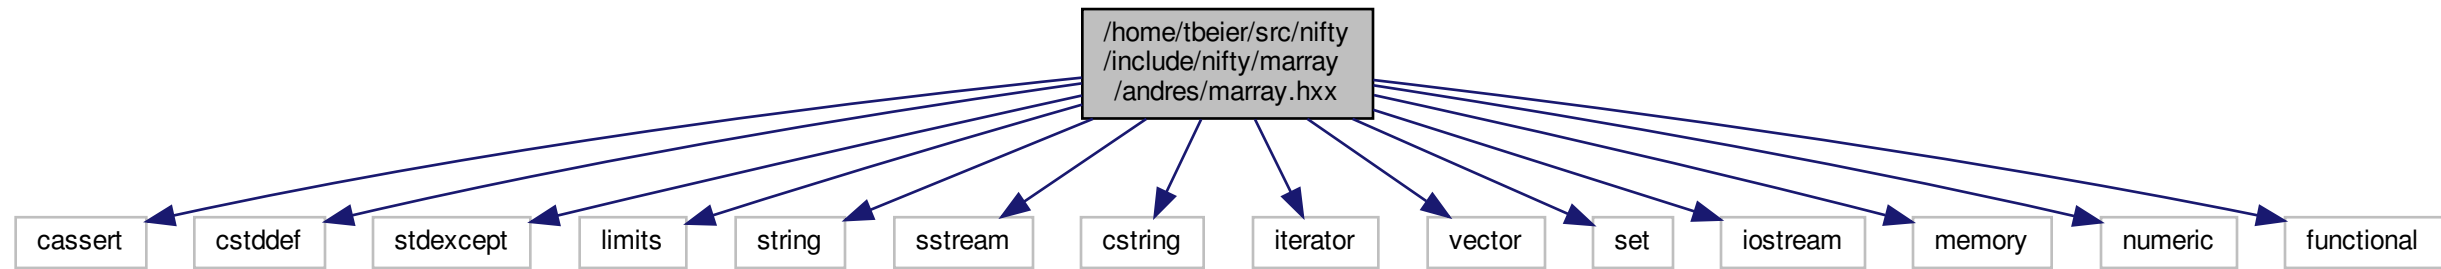 /home/tbeier/src/nifty
/include/nifty/marray
/andres/marray.hxx
cassert
cstddef
stdexcept
limits
string
sstream
cstring
iterator
vector
set
iostream
memory
numeric
functional